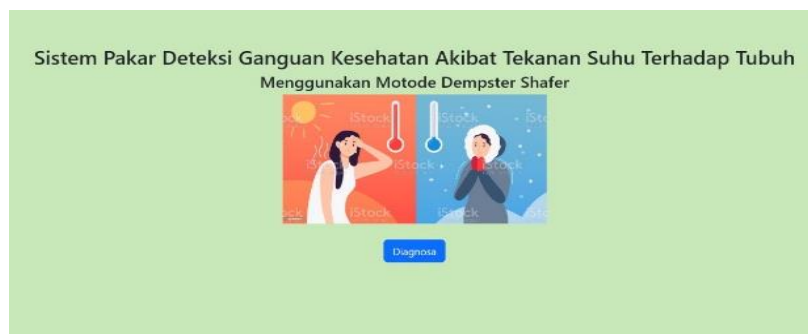 Sistem Pakar Deteksi Ganguan Kesehatan Akibat Tekanan Suhu Terhadap Tubuh
Menggunakan Motode Dempster Shafer
iStock
iStock
iStock
iStock
iStock
iStock
Diagnosa